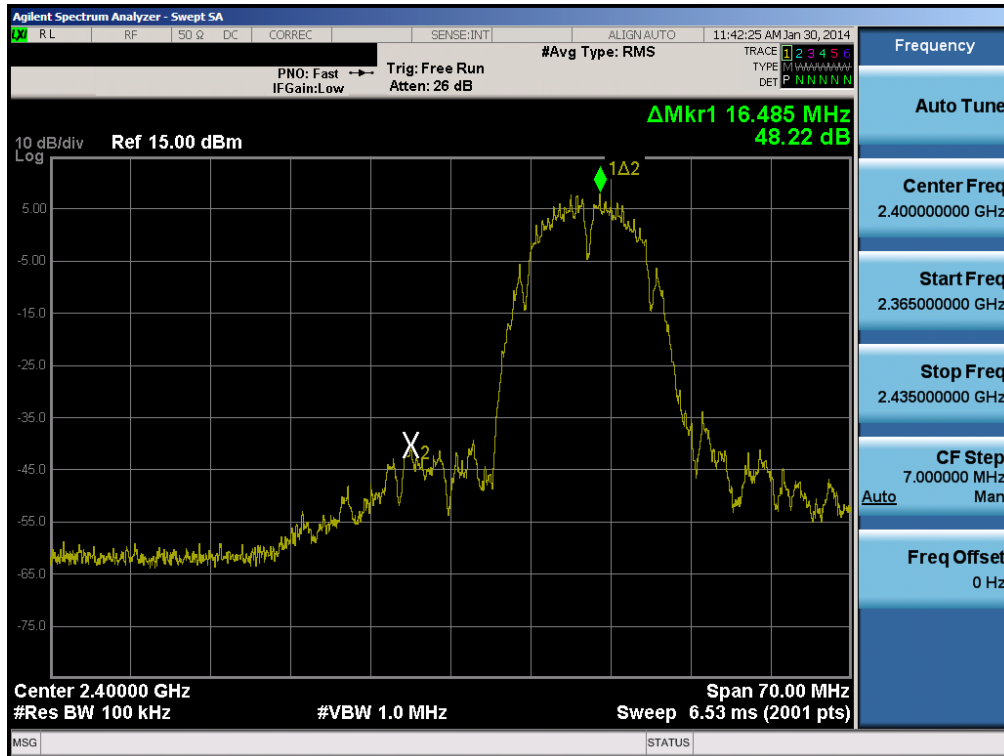 Agilent Spectrum Analyzer - Swept SA
LXI RL RF 50 Ω DC CORREC SENSE:INT ALIGN AUTO 11:42:25 AM Jan 30, 2014
#Avg Type: RMS TRACE 1 2 3 4 5 6
PNO: Fast Trig: Free Run TYPE M WWWWW
IFGain:Low Atten: 26 dB DET P N N N N N
ΔMkr1 16.485 MHz
48.22 dB
10 dB/div Ref 15.00 dBm
Log
1Δ2
5.00
-5.00
-15.0
-25.0
-35.0
X2
-45.0
-55.0
-65.0
-75.0
Center 2.40000 GHz Span 70.00 MHz
#Res BW 100 kHz #VBW 1.0 MHz Sweep 6.53 ms (2001 pts)
MSG STATUS
Frequency
Auto Tune
Center Freq
2.400000000 GHz
Start Freq
2.365000000 GHz
Stop Freq
2.435000000 GHz
CF Step
7.000000 MHz
Auto Man
Freq Offset
0 Hz